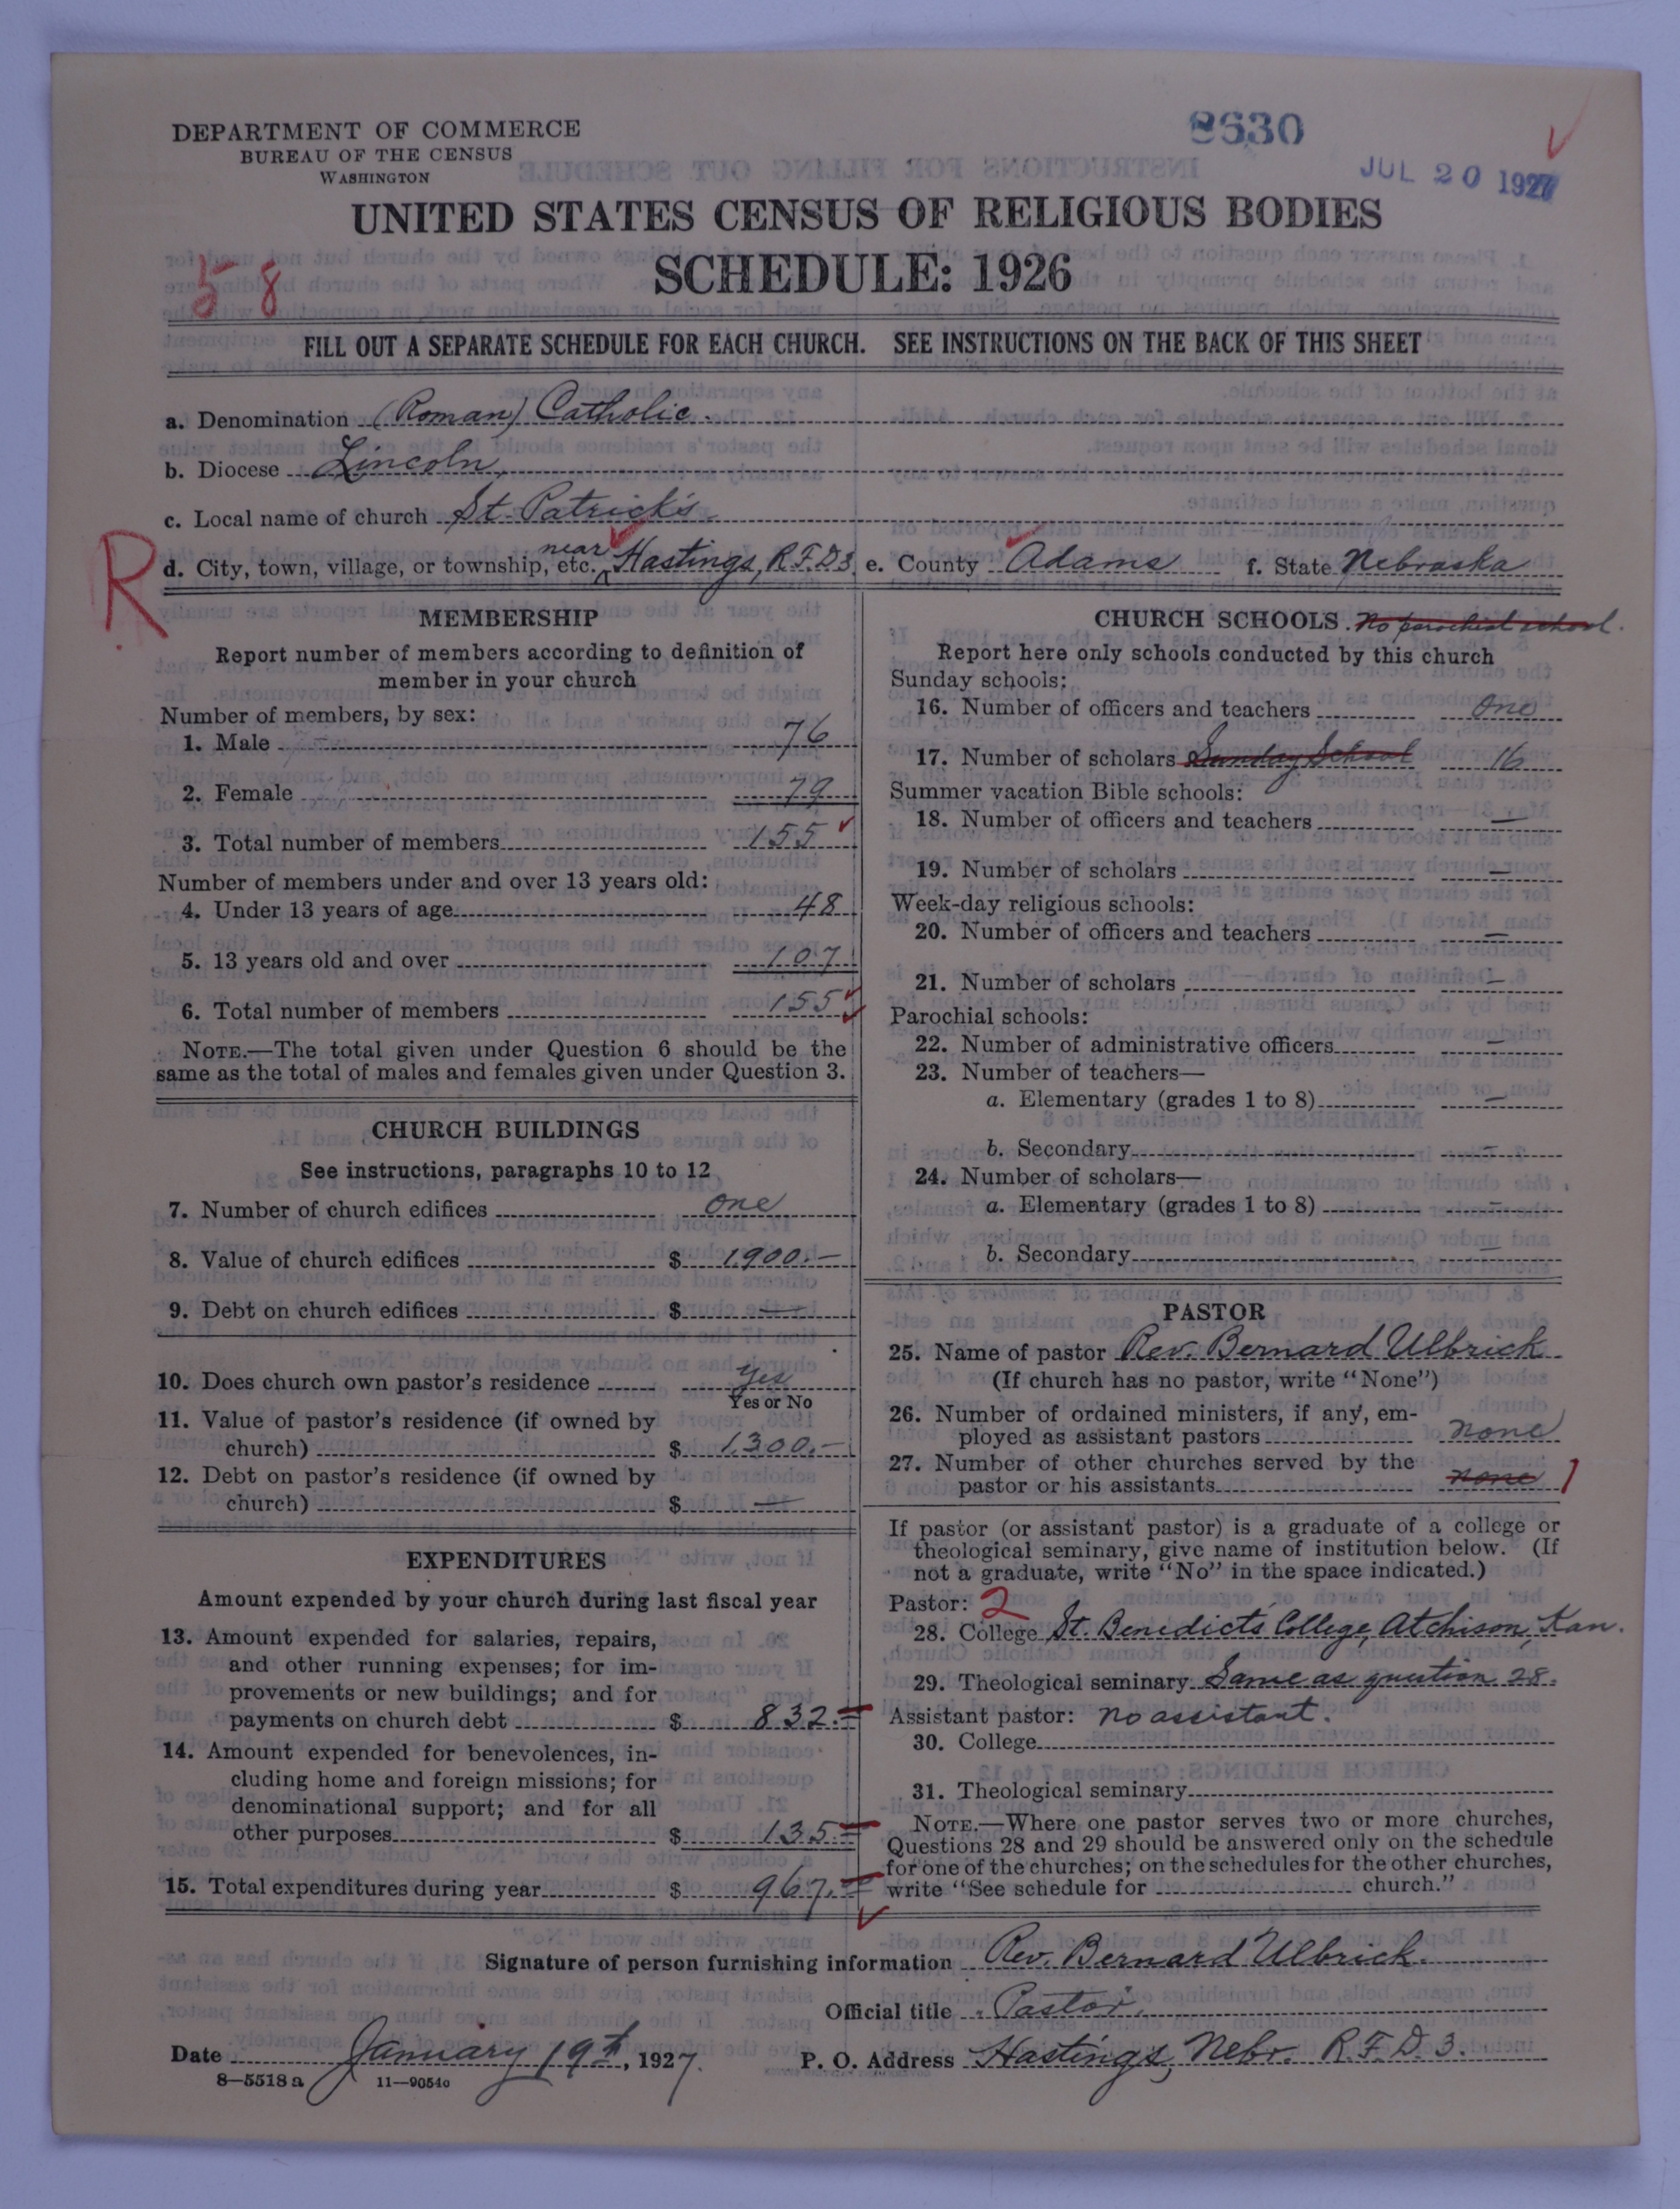 DEPARTMENT OF COMMERCE
BUREAU OF THE CENSUS
WASHINGTON
8630
JUL 20 1927
UNITED STATES CENSUS OF RELIGIOUS BODIES
SCHEDULE: 1926
58
FILL OUT A SEPARATE SCHEDULE FOR EACH CHURCH. SEE INSTRUCTIONS ON THE BACK OF THIS SHEET
a. Denomination (Roman) Catholic.
b. Diocese Lincoln,
c. Local name of church St. Patrick's
R
d. City, town, village, or township, etc. near Hastings, R.F.D 3. e. County Adams f. State Nebraska
MEMBERSHIP
Report number of members according to definition of
member in your church
Number of members, by sex:
1. Male 76
2. Female 79
3. Total number of members 155
Number of members under and over 13 years old:
4. Under 13 years of age 48
5. 13 years old and over 107
6. Total number of members 155
NOTE.—The total given under Question 6 should be the
same as the total of males and females given under Question 3.
CHURCH BUILDINGS
See instructions, paragraphs 10 to 12
7. Number of church edifices one
8. Value of church edifices $ 1900.—
9. Debt on church edifices $ —
10. Does church own pastor's residence Yes
Yes or No
11. Value of pastor's residence (if owned by
church) $ 1300.—
12. Debt on pastor's residence (if owned by
church) $ —
EXPENDITURES
Amount expended by your church during last fiscal year
13. Amount expended for salaries, repairs,
and other running expenses; for im-
provements or new buildings; and for
payments on church debt $ 832.—
14. Amount expended for benevolences, in-
cluding home and foreign missions; for
denominational support; and for all
other purposes $ 135.—
15. Total expenditures during year $ 967.—
CHURCH SCHOOLS. No parochial school.
Report here only schools conducted by this church
Sunday schools:
16. Number of officers and teachers one
17. Number of scholars Sunday School 16
Summer vacation Bible schools:
18. Number of officers and teachers —
19. Number of scholars —
Week-day religious schools:
20. Number of officers and teachers —
21. Number of scholars —
Parochial schools:
22. Number of administrative officers —
23. Number of teachers—
a. Elementary (grades 1 to 8) —
b. Secondary —
24. Number of scholars—
a. Elementary (grades 1 to 8) —
b. Secondary —
PASTOR
25. Name of pastor Rev. Bernard Ulbrick
(If church has no pastor, write "None")
26. Number of ordained ministers, if any, em-
ployed as assistant pastors none
27. Number of other churches served by the
pastor or his assistants none 1
If pastor (or assistant pastor) is a graduate of a college or
theological seminary, give name of institution below. (If
not a graduate, write "No" in the space indicated.)
Pastor: 2
28. College St. Benedict's College, Atchison, Kan.
29. Theological seminary Same as question 28.
Assistant pastor: No assistant.
30. College
31. Theological seminary
NOTE.—Where one pastor serves two or more churches,
Questions 28 and 29 should be answered only on the schedule
for one of the churches; on the schedules for the other churches,
write "See schedule for church."
Signature of person furnishing information Rev. Bernard Ulbrick.
Official title Pastor.
Date January 19th, 1927. P. O. Address Hastings, Nebr. R.F.D. 3.
8—5518a 11—9054o